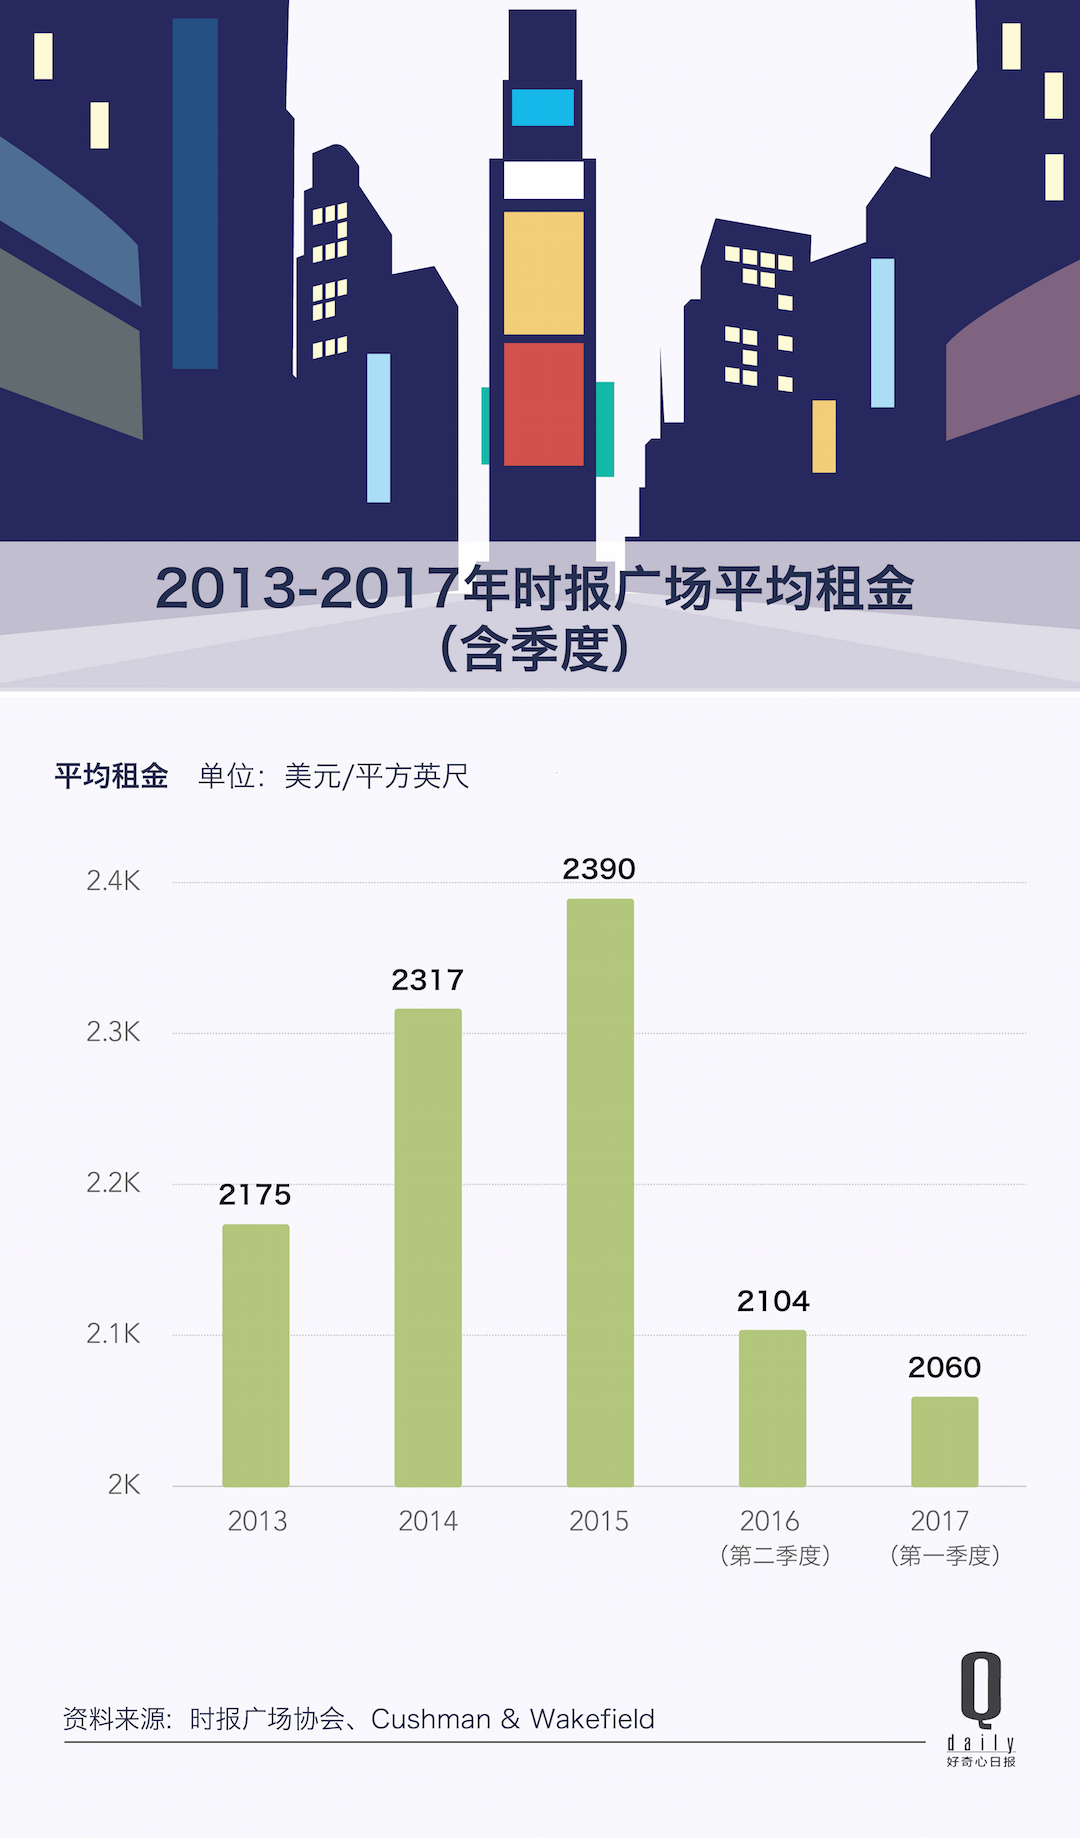 2013-2017年时报广场平均租金
（含季度）
平均租金 单位：美元/平方英尺
2.4K
2.3K
2.2K
2.1K
2K
2175
2317
2390
2104
2060
2013
2014
2015
2016
（第二季度）
2017
（第一季度）
资料来源：时报广场协会、Cushman & Wakefield
Q
daily
好奇心日报